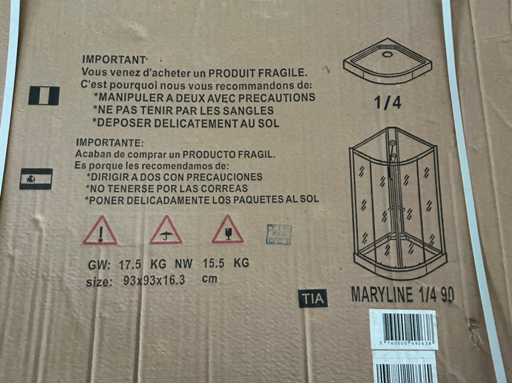 IMPORTANT
Vous venez d'acheter un PRODUIT FRAGILE.
C'est pourquoi nous vous recommandons de:
*MANIPULER A DEUX AVEC PRECAUTIONS
*NE PAS TENIR PAR LES SANGLES
*DEPOSER DELICATEMENT AU SOL
IMPORTANTE:
Acaban de comprar un PRODUCTO FRAGIL.
Es porque les recomendamos de:
*DIRIGIR A DOS CON PRECAUCIONES
*NO TENERSE POR LAS CORREAS
*PONER DELICADAMENTE LOS PAQUETES AL SOL
GW: 17.5 KG NW 15.5 KG
size: 93x93x16.3 cm
1/4
TIA MARYLINE 1/4 90